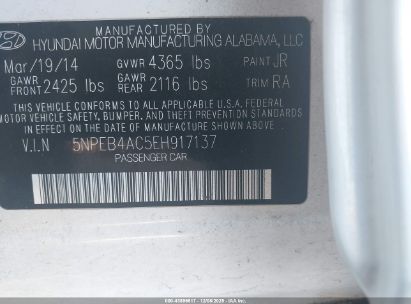 HYUNDAI MOTOR MANUFACTURING ALABAMA, LLC
Mar/19/14 GVWR 4365 lbs PAINT JR
GAWR FRONT 2425 lbs GAWR REAR 2116 lbs TRIM RA
THIS VEHICLE CONFORMS TO ALL APPLICABLE U.S.A. FEDERAL
MOTOR VEHICLE SAFETY, BUMPER, AND THEFT PREVENTION STANDARDS
IN EFFECT ON THE DATE OF MANUFACTURE SHOWN ABOVE.
V.I.N 5NPEB4AC5EH917137
PASSENGER CAR